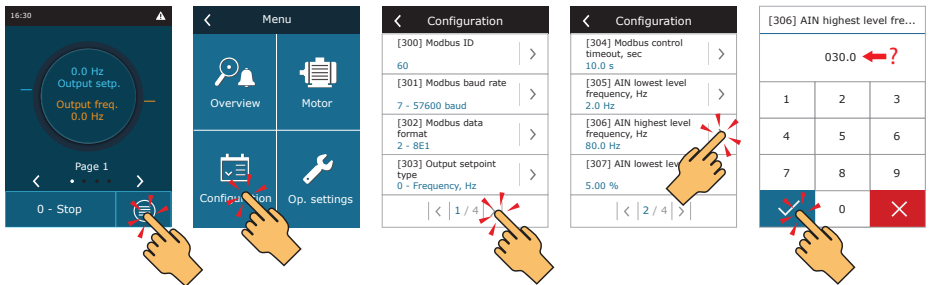 16:30
0.0 Hz
Output setp.
Output freq.
0.0 Hz
Page 1
0 - Stop
Menu
Overview
Motor
Configuration
Op. settings
Configuration
[300] Modbus ID
60
[301] Modbus baud rate
7 - 57600 baud
[302] Modbus data
format
2 - 8E1
[303] Output setpoint
type
0 - Frequency, Hz
1 / 4
Configuration
[304] Modbus control
timeout, sec
10.0 s
[305] AIN lowest level
frequency, Hz
2.0 Hz
[306] AIN highest level
frequency, Hz
80.0 Hz
[307] AIN lowest
5.00 %
2 / 4
[306] AIN highest level fre...
030.0 ?
1 2 3
4 5 6
7 8 9
0